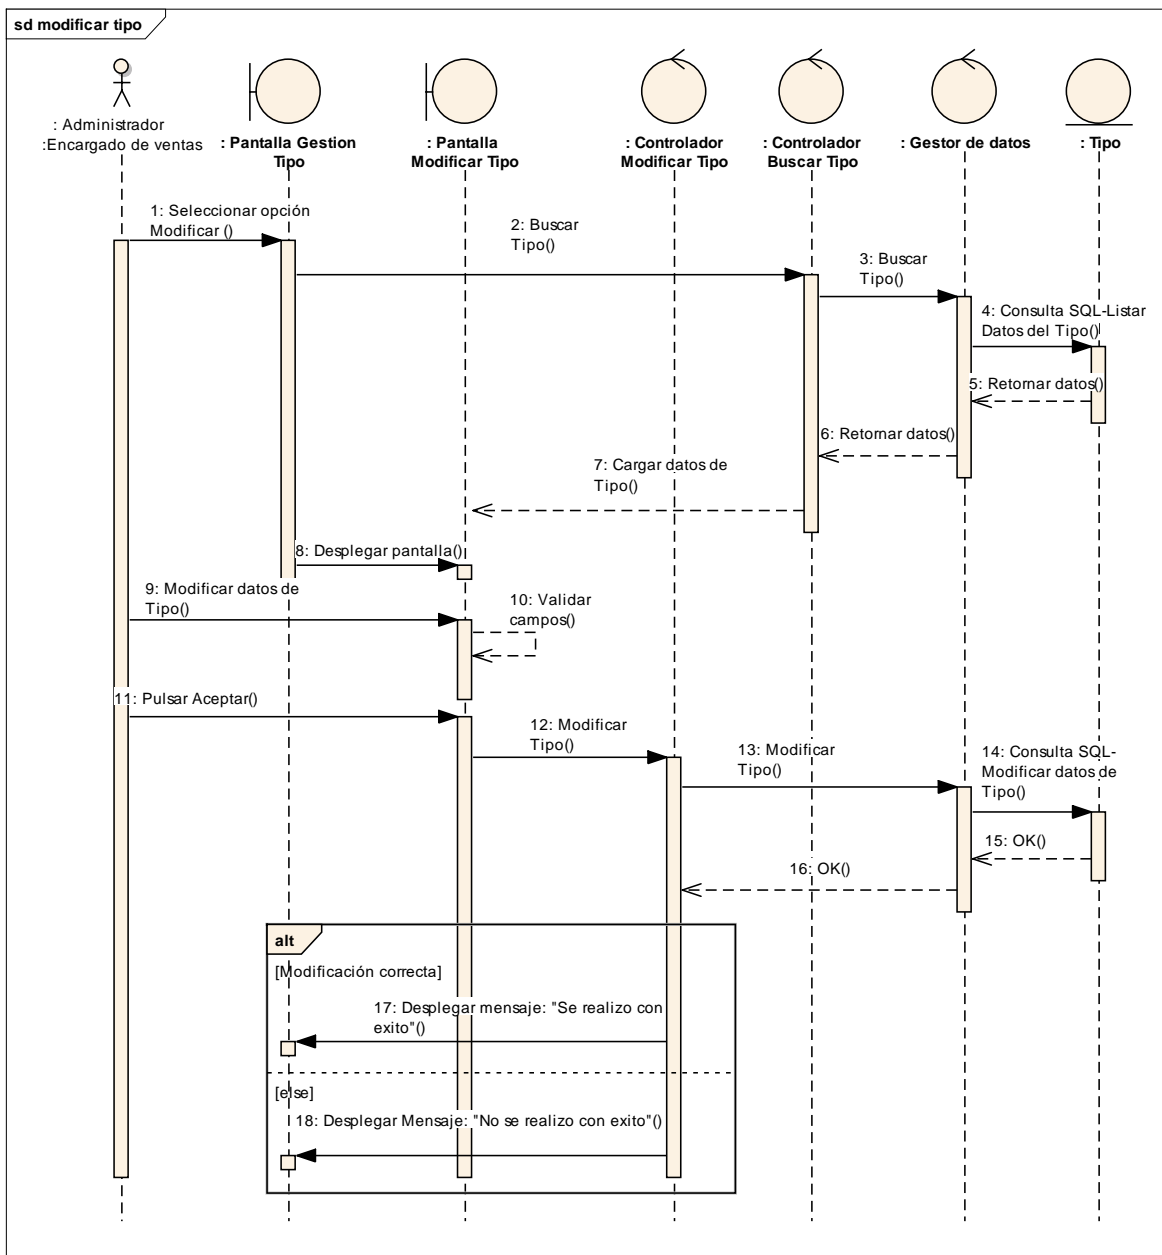 sd modificar tipo
: Administrador
:Encargado de ventas
: Pantalla Gestion
Tipo
: Pantalla
Modificar Tipo
: Controlador
Modificar Tipo
: Controlador
Buscar Tipo
: Gestor de datos
: Tipo
1: Seleccionar opción
Modificar ()
2: Buscar
Tipo()
3: Buscar
Tipo()
4: Consulta SQL-Listar
Datos del Tipo()
5: Retornar datos()
6: Retornar datos()
7: Cargar datos de
Tipo()
8: Desplegar pantalla()
9: Modificar datos de
Tipo()
10: Validar
campos()
11: Pulsar Aceptar()
12: Modificar
Tipo()
13: Modificar
Tipo()
14: Consulta SQL-
Modificar datos de
Tipo()
15: OK()
16: OK()
alt
[Modificación correcta]
17: Desplegar mensaje: "Se realizo con
exito"()
[else]
18: Desplegar Mensaje: "No se realizo con exito"()